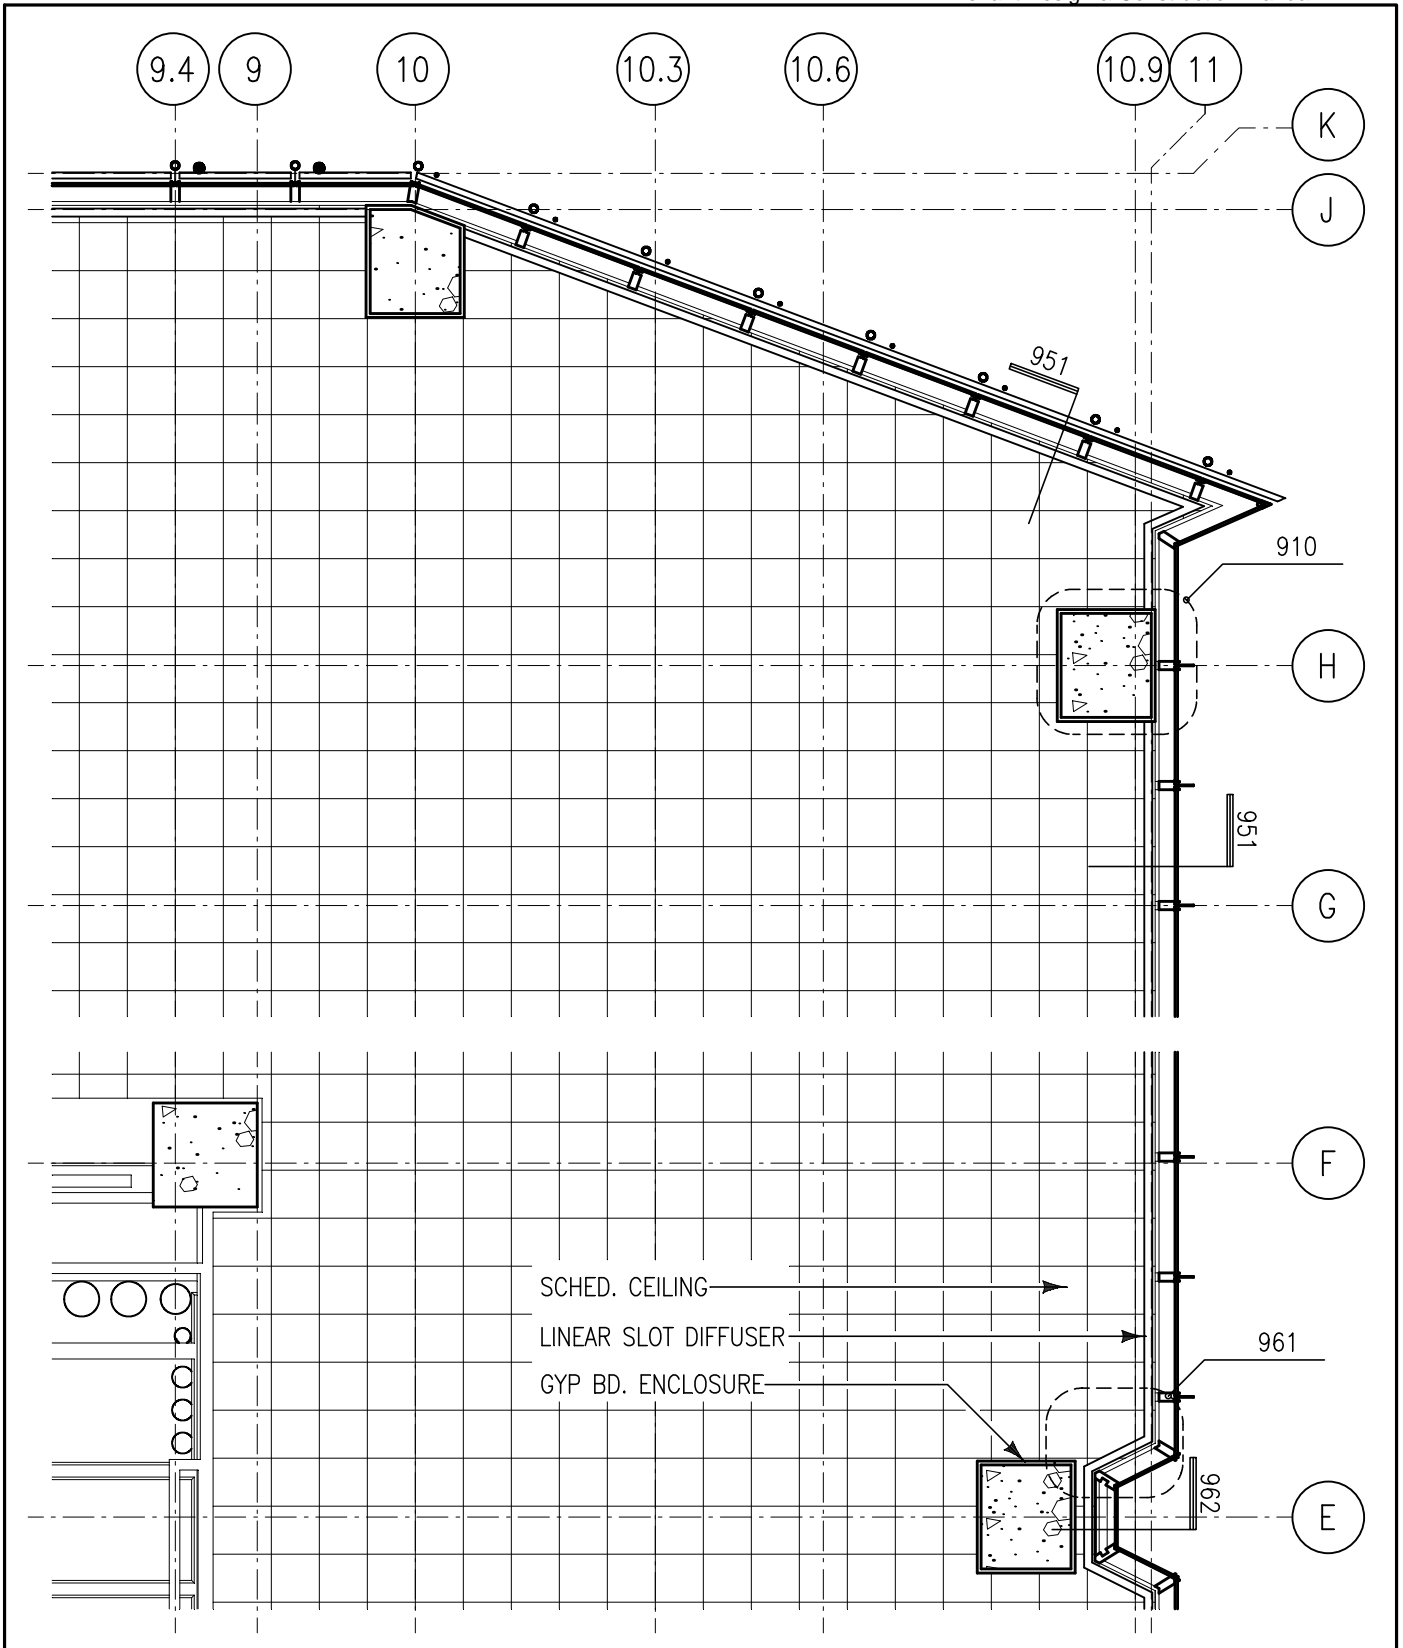 9.4 9 10 10.3 10.6 10.9 11
K
J
951
910
H
951
G
F
SCHED. CEILING
LINEAR SLOT DIFFUSER
961
GYP BD. ENCLOSURE
962
E